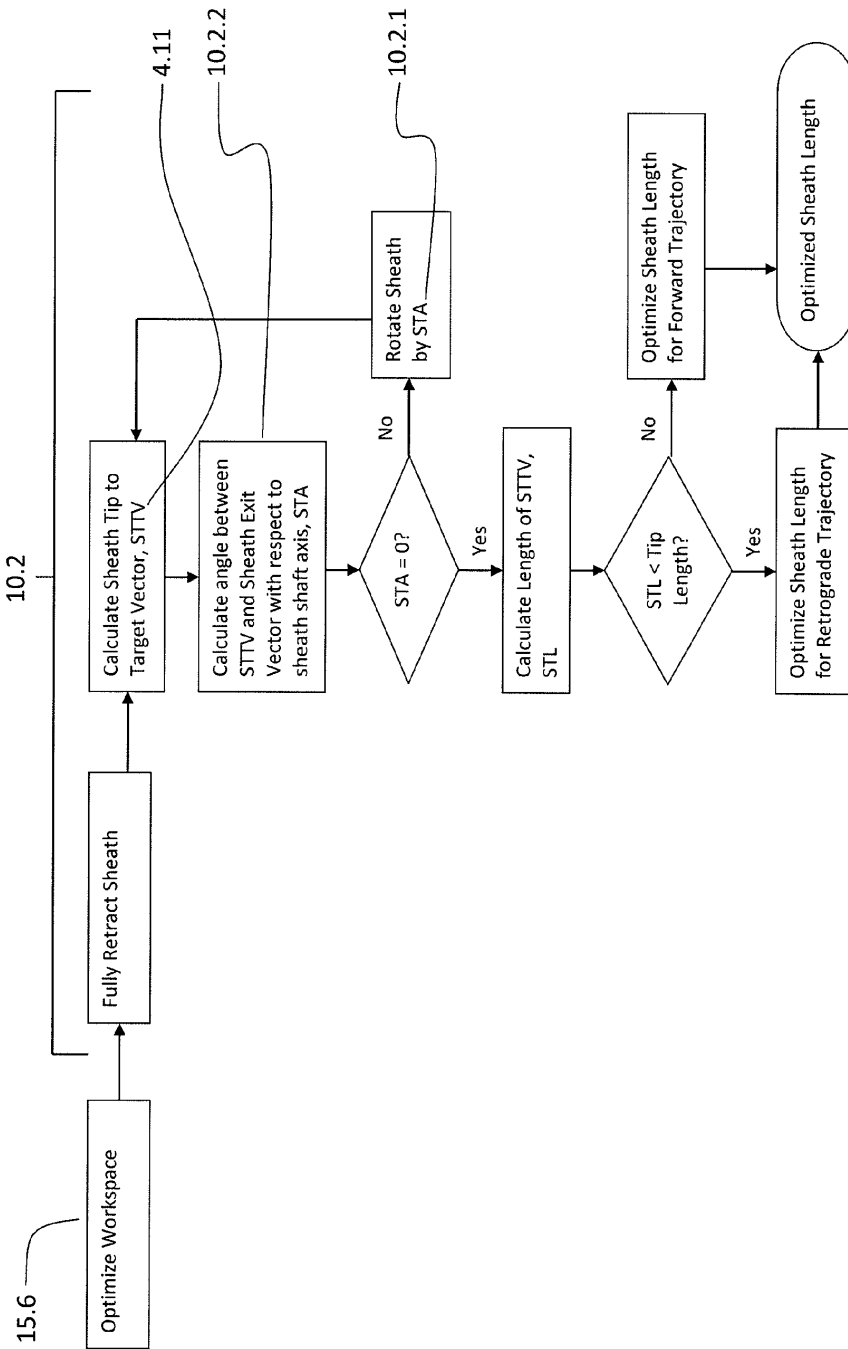 10.2
15.6
Optimize Workspace
Fully Retract Sheath
Calculate Sheath Tip to
Target Vector, STTV
4.11
Calculate angle between
STTV and Sheath Exit
Vector with respect to
sheath shaft axis, STA
10.2.2
STA = 0?
No
Rotate Sheath
by STA
10.2.1
Yes
Calculate Length of STTV,
STL
STL < Tip
Length?
No
Optimize Sheath Length
for Forward Trajectory
Yes
Optimize Sheath Length
for Retrograde Trajectory
Optimized Sheath Length